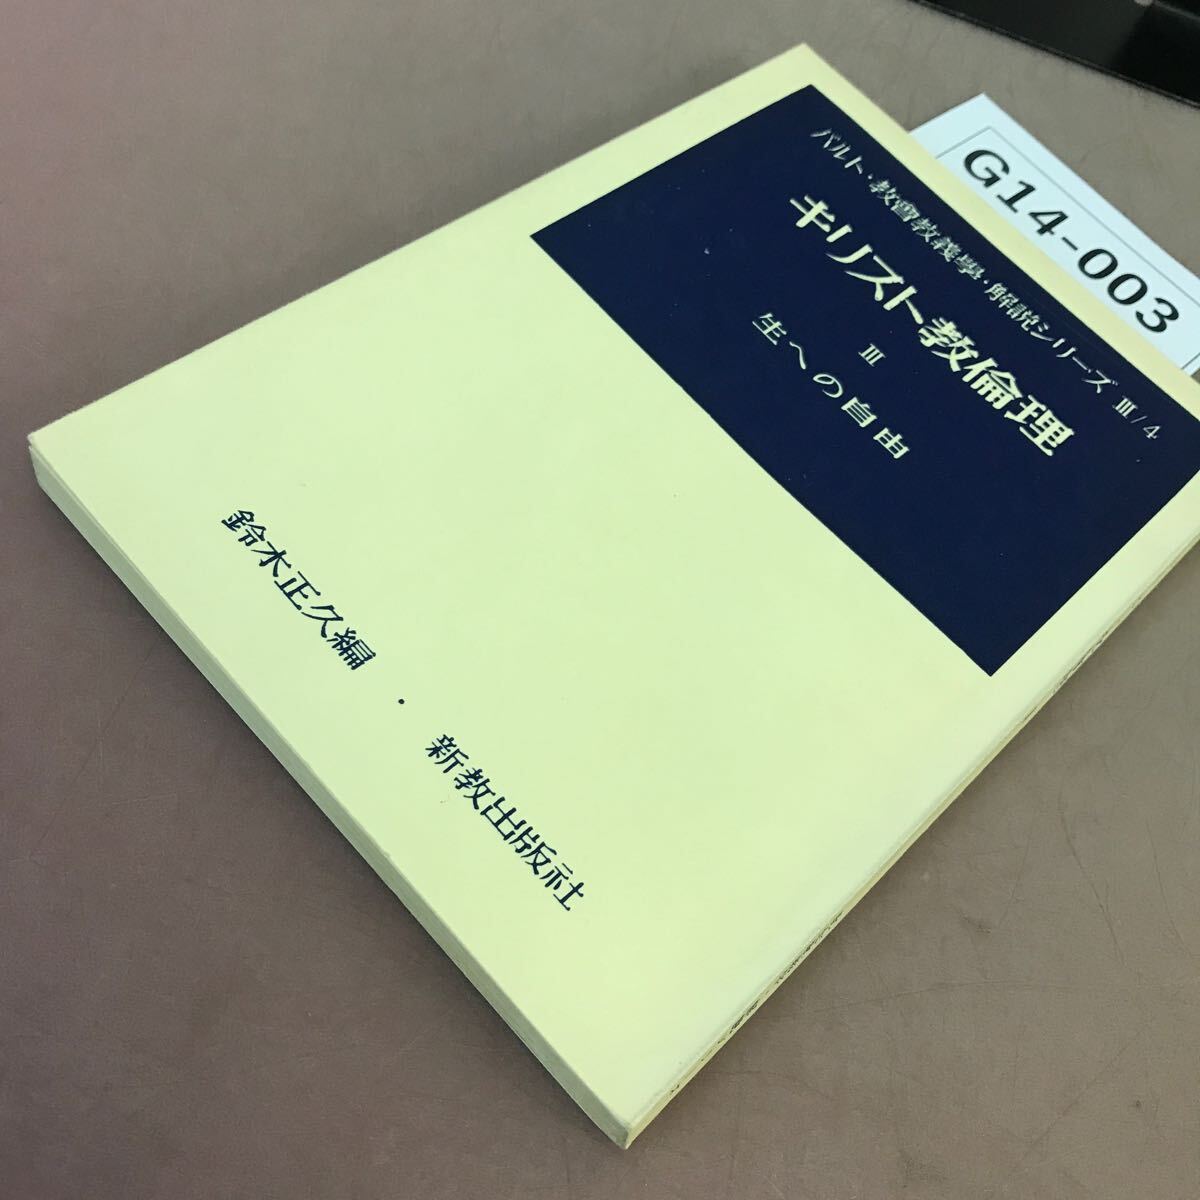 バルト・教會教義學・解説シリーズ Ⅲ/4
キリスト教倫理
Ⅲ
生への自由
鈴木正久編・新教出版社
G14-003